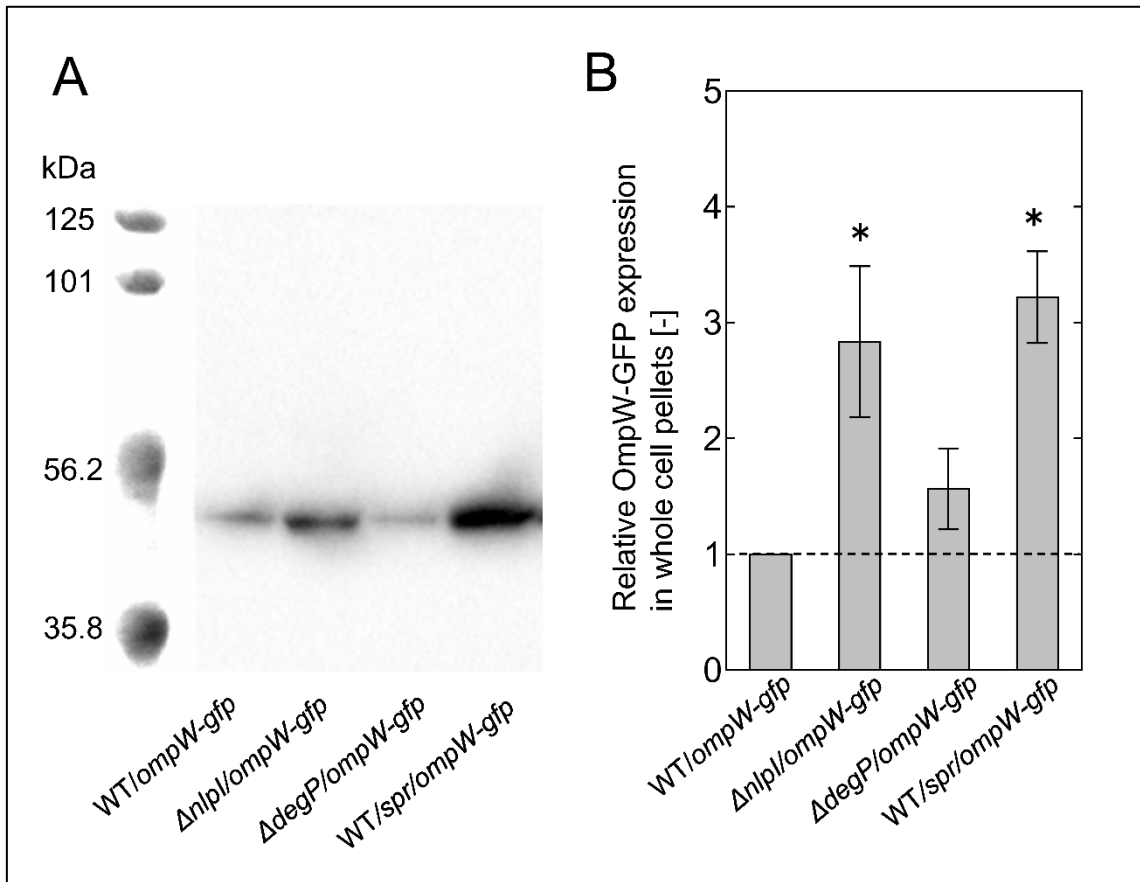 A
kDa
125
101
56.2
35.8
WT/ompW-gfp
ΔnlpI/ompW-gfp
ΔdegP/ompW-gfp
WT/spr/ompW-gfp
B
Relative OmpW-GFP expression
in whole cell pellets [-]
5
4
3
2
1
0
*
*
WT/ompW-gfp
ΔnlpI/ompW-gfp
ΔdegP/ompW-gfp
WT/spr/ompW-gfp